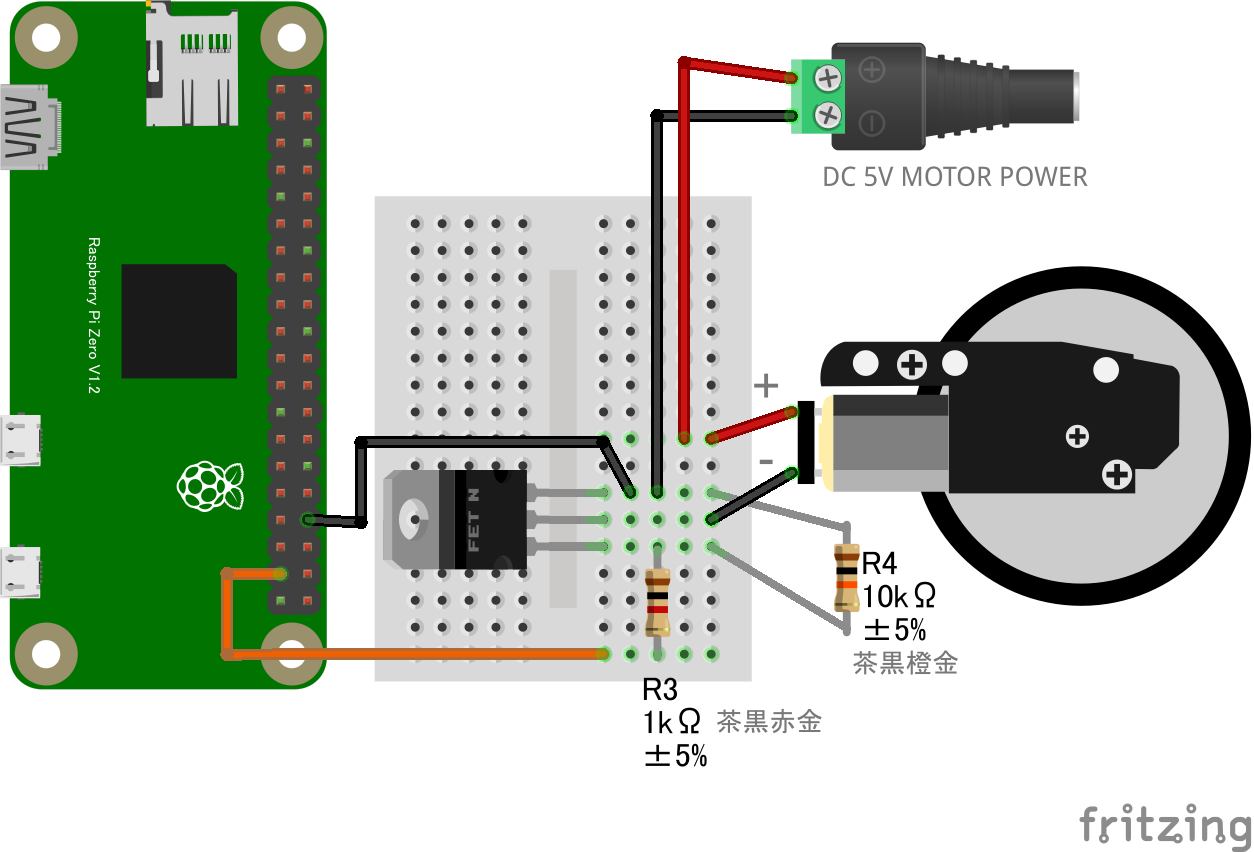 DC 5V MOTOR POWER
Raspberry Pi Zero V1.2
+
-
FET N
R4
10kΩ
±5%
茶黒橙金
R3
1kΩ 茶黒赤金
±5%
fritzing